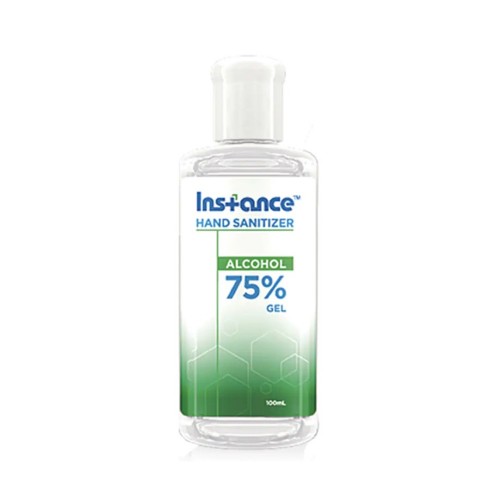 Instance™
HAND SANITIZER
ALCOHOL
75%
GEL
100mL